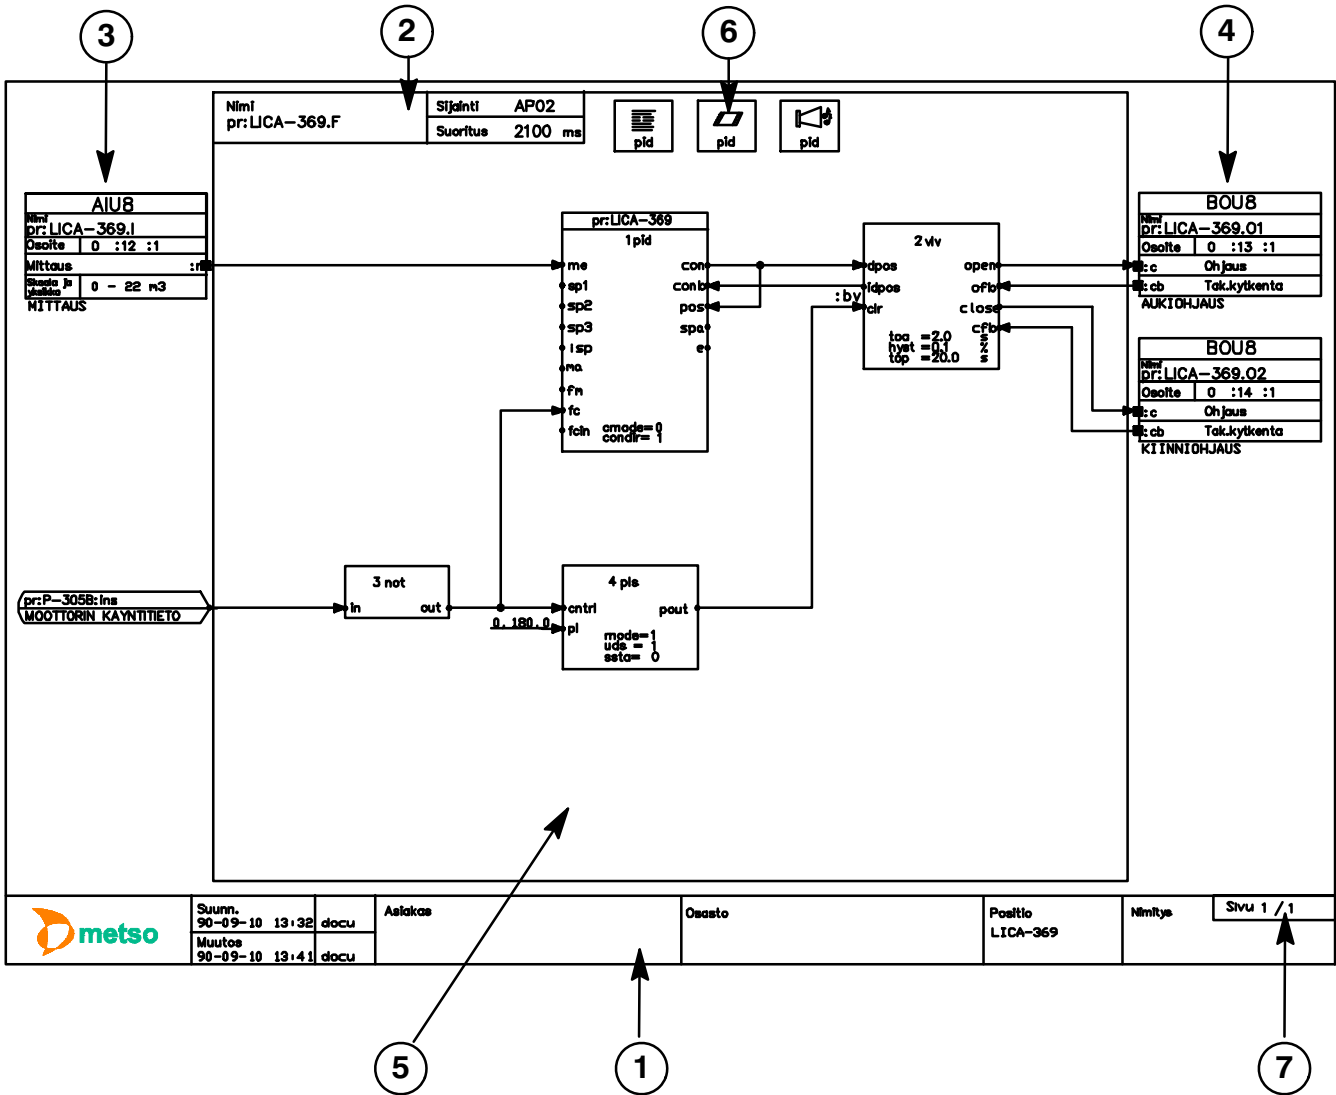 3
2
6
4
Nimi
pr:LICA-369.F
Sijainti AP02
Suoritus 2100 ms
pid
pid
pid
AIU8
Nimi
pr:LICA-369.I
Osoite 0 :12 :1
Mittaus
Skaala ja
yksikko
0 - 22 m3
MITTAUS
pr:LICA-369
1 pid
me
sp1
sp2
sp3
lsp
ma
fm
fc
fcin
con
conb
pos
spa
e
cmode=0
condir= 1
2 vlv
dpos
idpos
:by
clr
open
ofb
close
cfb
toa =2.0 s
hyst =0.1 %
top =20.0 s
BOU8
Nimi
pr:LICA-369.O1
Osoite 0 :13 :1
:c Ohjaus
:cb Tak.kytkenta
AUKIOHJAUS
BOU8
Nimi
pr:LICA-369.O2
Osoite 0 :14 :1
:c Ohjaus
:cb Tak.kytkenta
KIINNIOHJAUS
pr:P-305B:ins
MOOTTORIN KAYNTITIETO
3 not
in out
4 pls
cntrl
pout
0. 180.0
pl
mode=1
uds = 1
ssta= 0
metso
Suunn.
90-09-10 13:32 docu
Muutos
90-09-10 13:41 docu
Asiakas
Osasto
Positio
LICA-369
Nimitys
Sivu 1 / 1
5
1
7